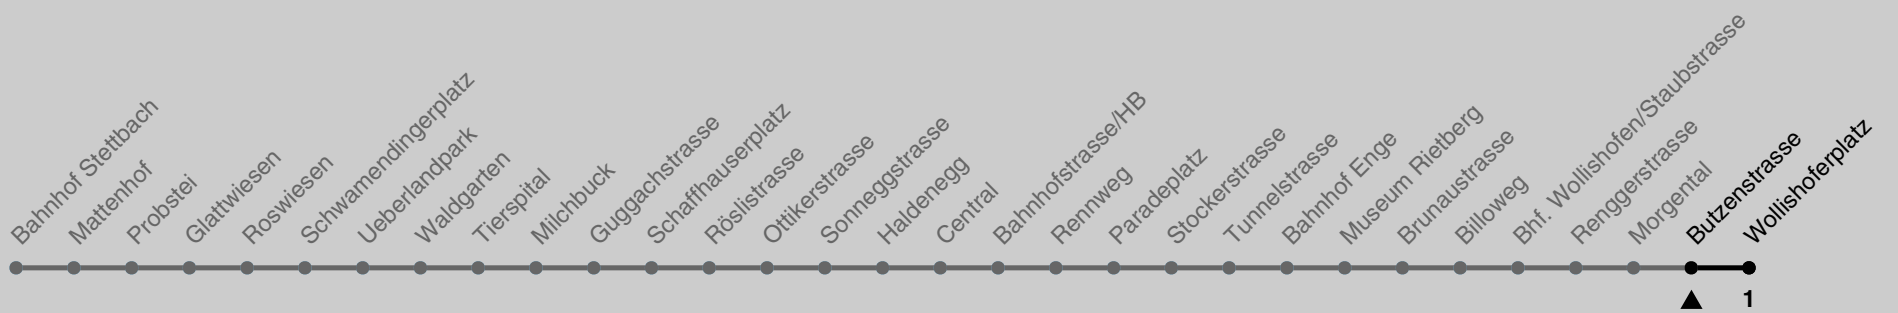 Bahnhof Stettbach
Mattenhof
Probstei
Glattwiesen
Roswiesen
Schwamendingerplatz
Ueberlandpark
Waldgarten
Tierspital
Milchbuck
Guggachstrasse
Schaffhauserplatz
Röslistrasse
Ottikerstrasse
Sonneggstrasse
Haldenegg
Central
Bahnhofstrasse/HB
Rennweg
Paradeplatz
Stockerstrasse
Tunnelstrasse
Bahnhof Enge
Museum Rietberg
Brunaustrasse
Billoweg
Bhf. Wollishofen/Staubstrasse
Renggerstrasse
Morgental
Butzenstrasse
Wollishoferplatz
1